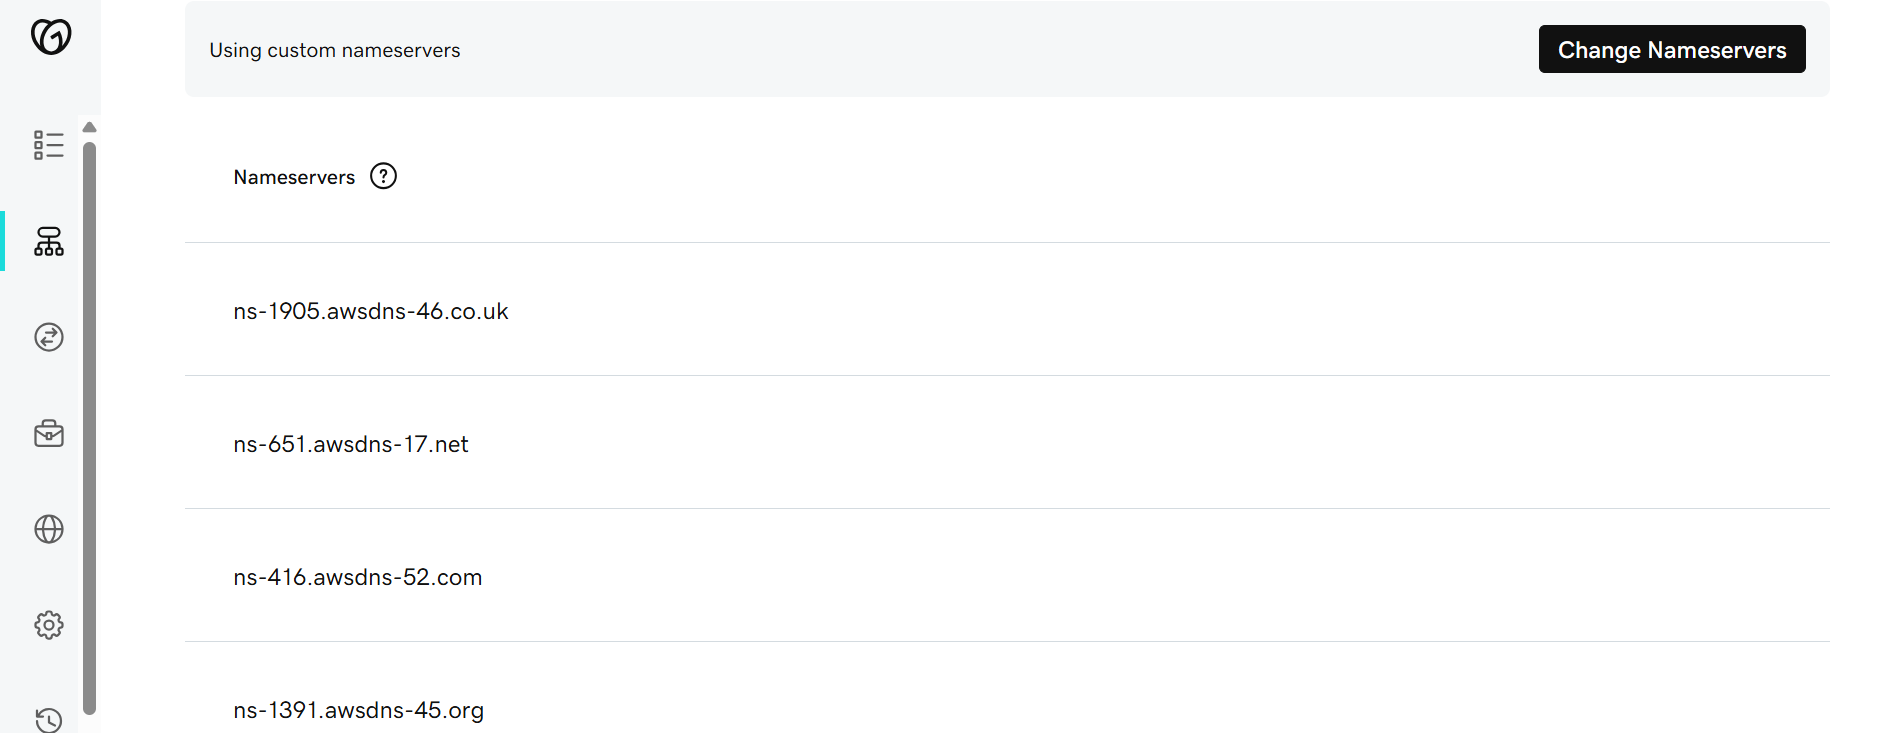 Using custom nameservers
Change Nameservers
Nameservers ?
ns-1905.awsdns-46.co.uk
ns-651.awsdns-17.net
ns-416.awsdns-52.com
ns-1391.awsdns-45.org